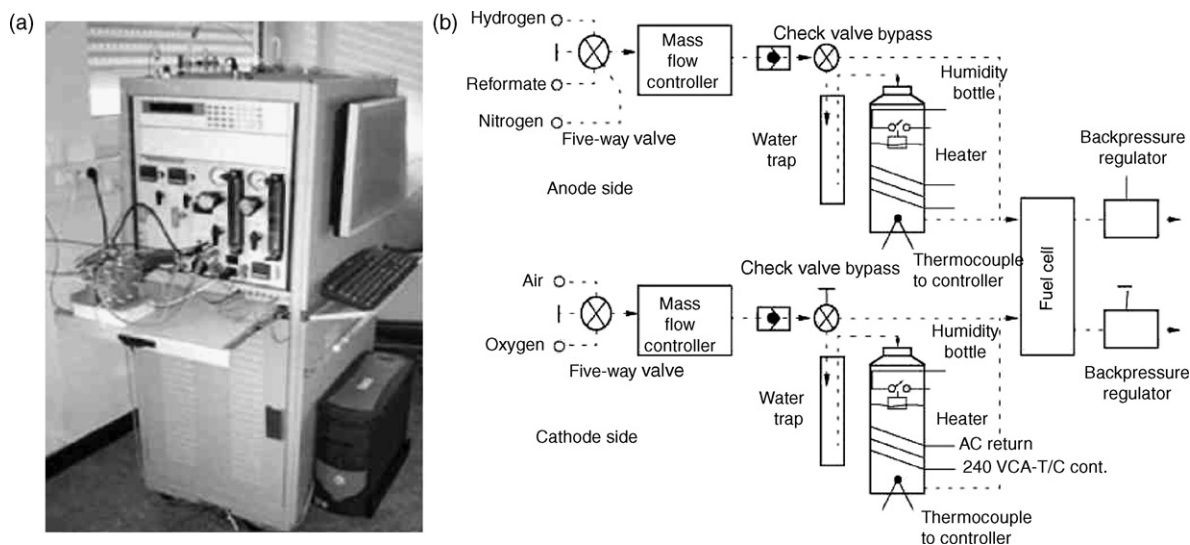 (a)
(b)
Hydrogen
Reformate
Nitrogen
Five-way valve
Mass
flow
controller
Check valve bypass
Humidity
bottle
Water
trap
Heater
Backpressure
regulator
Anode side
Thermocouple
to controller
Fuel cell
Air
Oxygen
Five-way valve
Mass
flow
controller
Check valve bypass
Humidity
bottle
Water
trap
Heater
AC return
240 VCA-T/C cont.
Backpressure
regulator
Cathode side
Thermocouple
to controller